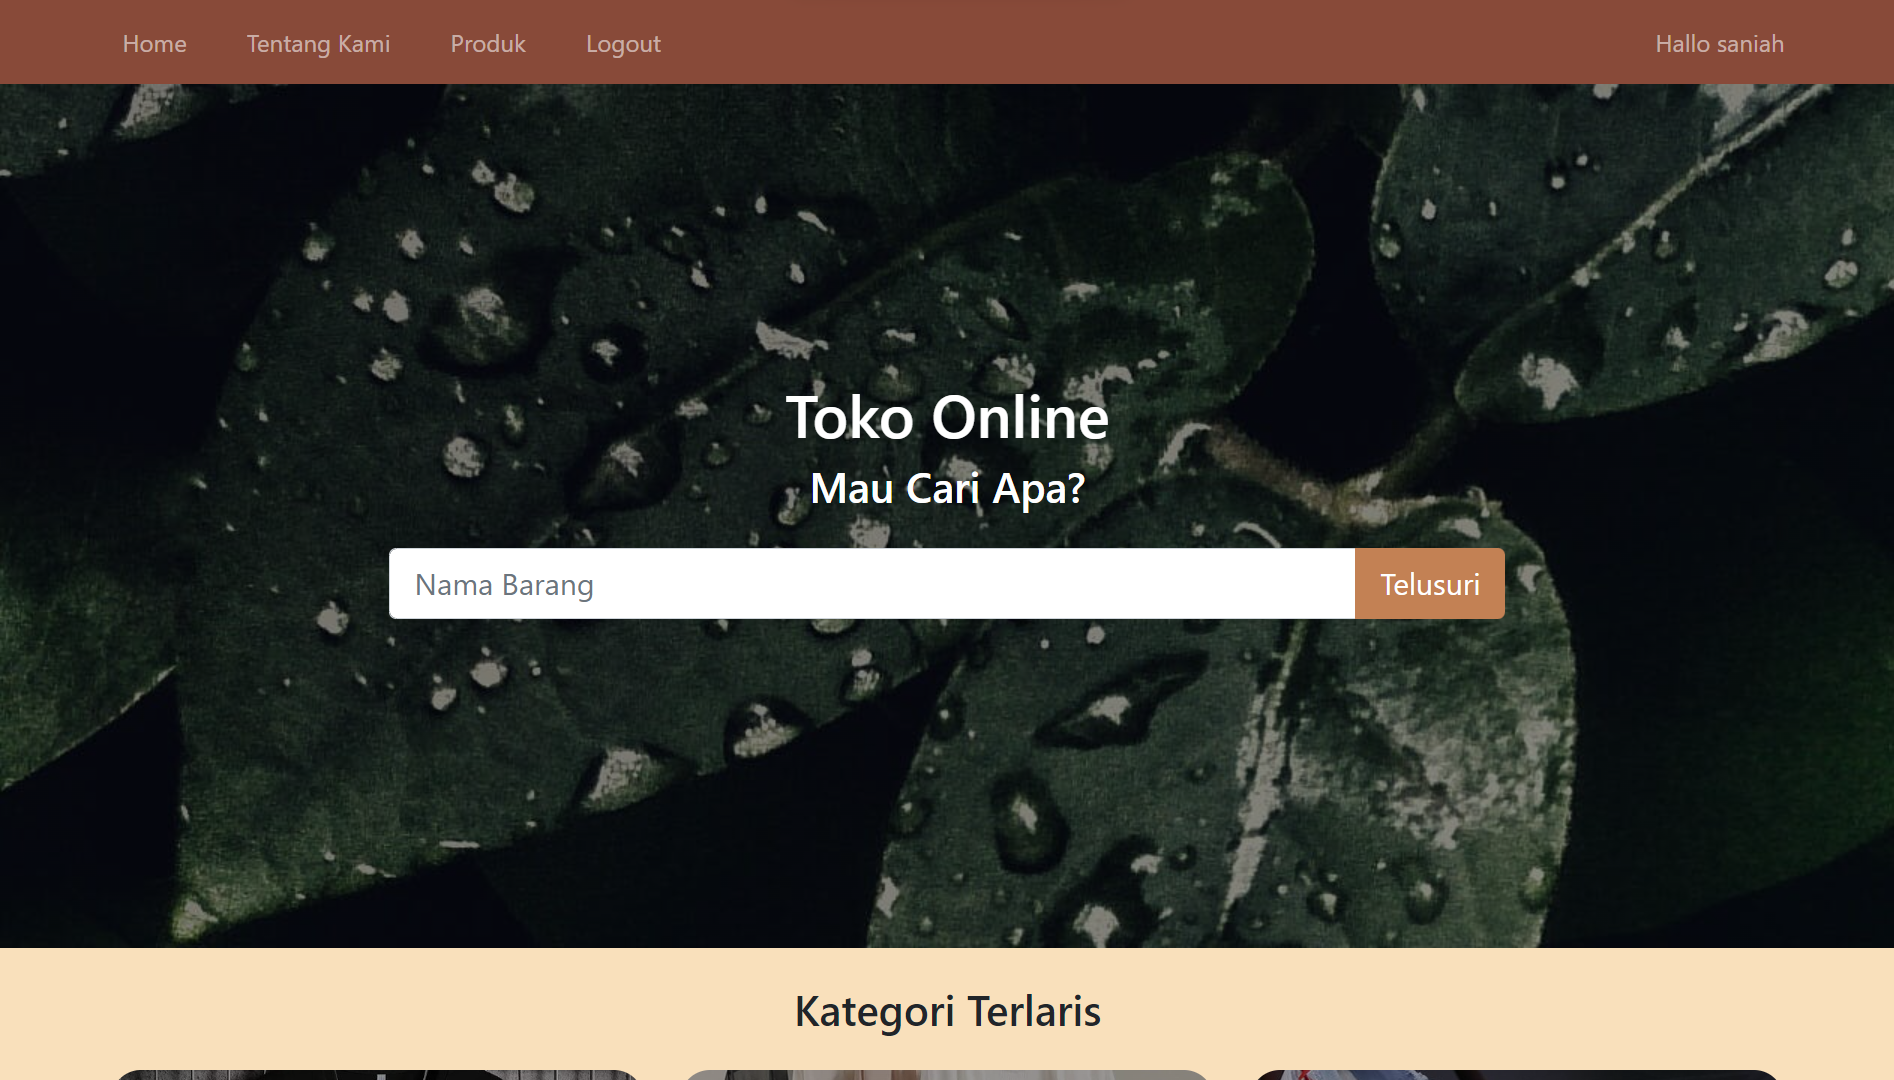 Home Tentang Kami Produk Logout Hallo saniah
Toko Online
Mau Cari Apa?
Nama Barang Telusuri
Kategori Terlaris